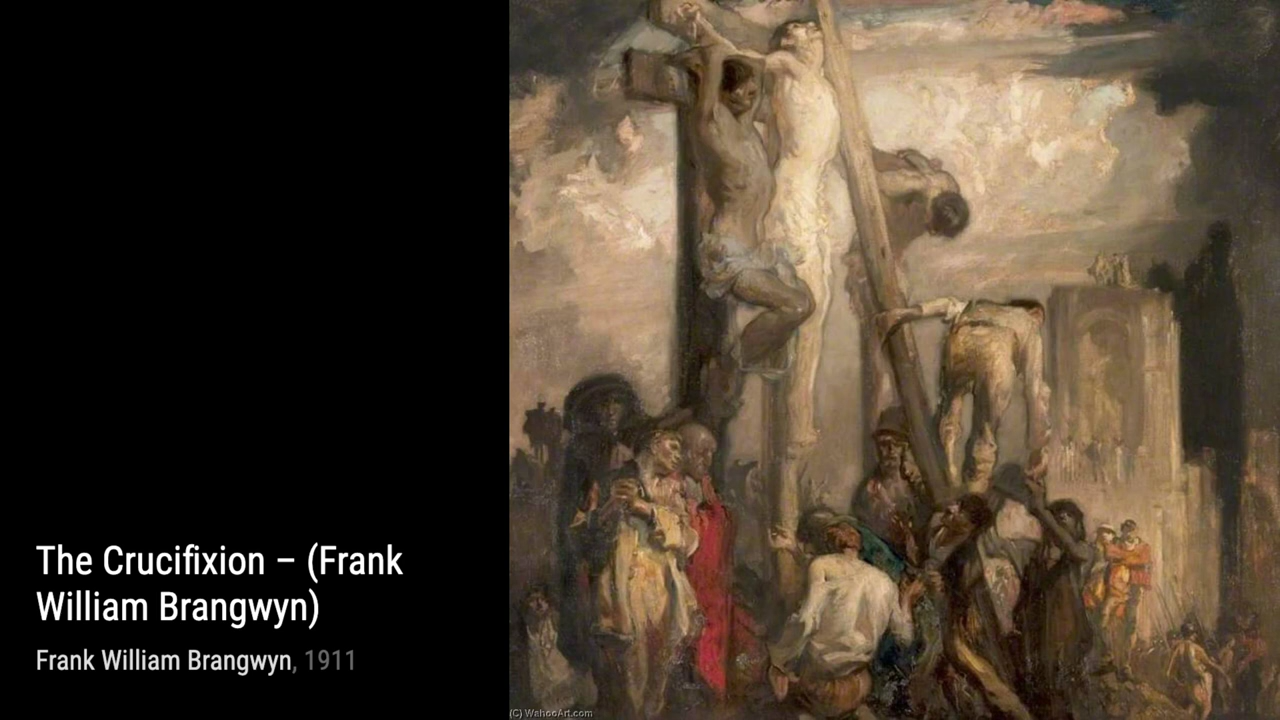 The Crucifixion – (Frank
William Brangwyn)
Frank William Brangwyn, 1911
(C) WahooArt.com